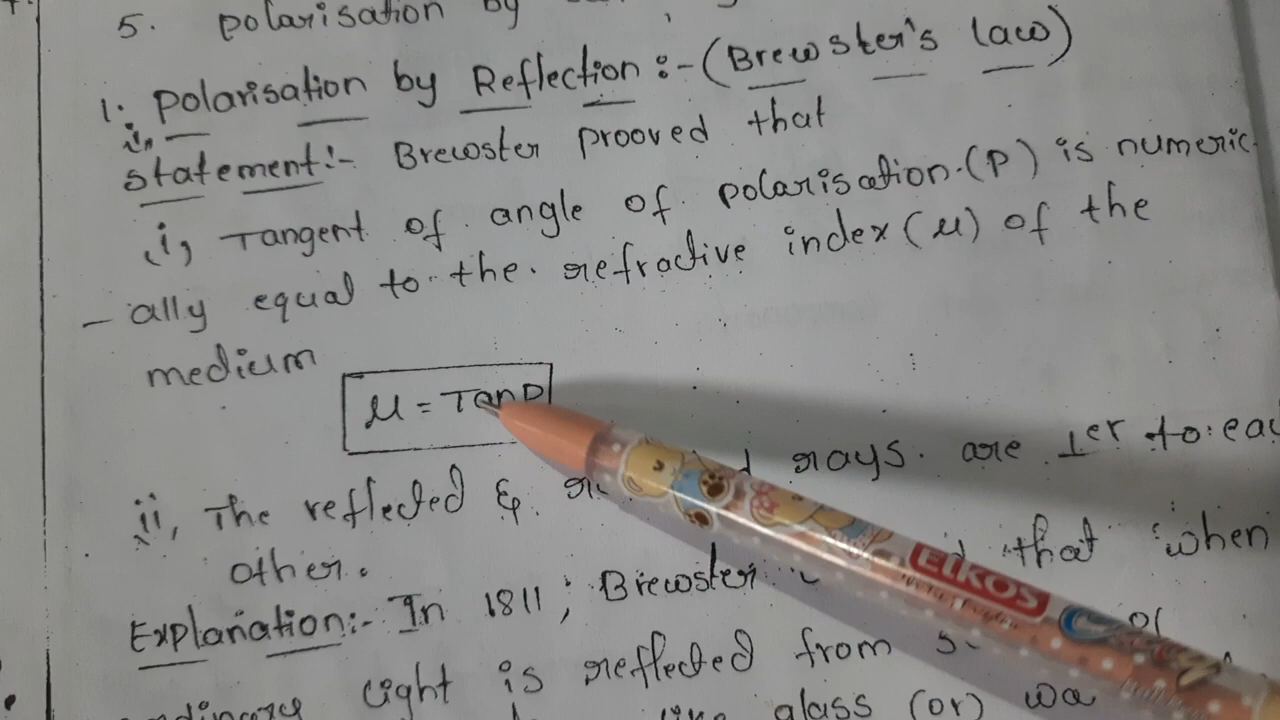 5. polarisation by
1. Polarisation by Reflection :- (Brewster's law)
i,
statement:- Brewster prooved that
i, Tangent of angle of polarisation.(P) is numeric
- ally equal to the refractive index (μ) of the
medium
μ = Tan P
ii, The reflected & rays. are ⊥er to
other.
Explanation:- In 1811, Brewster that when
light is reflected from
glass (or)
ELKOS